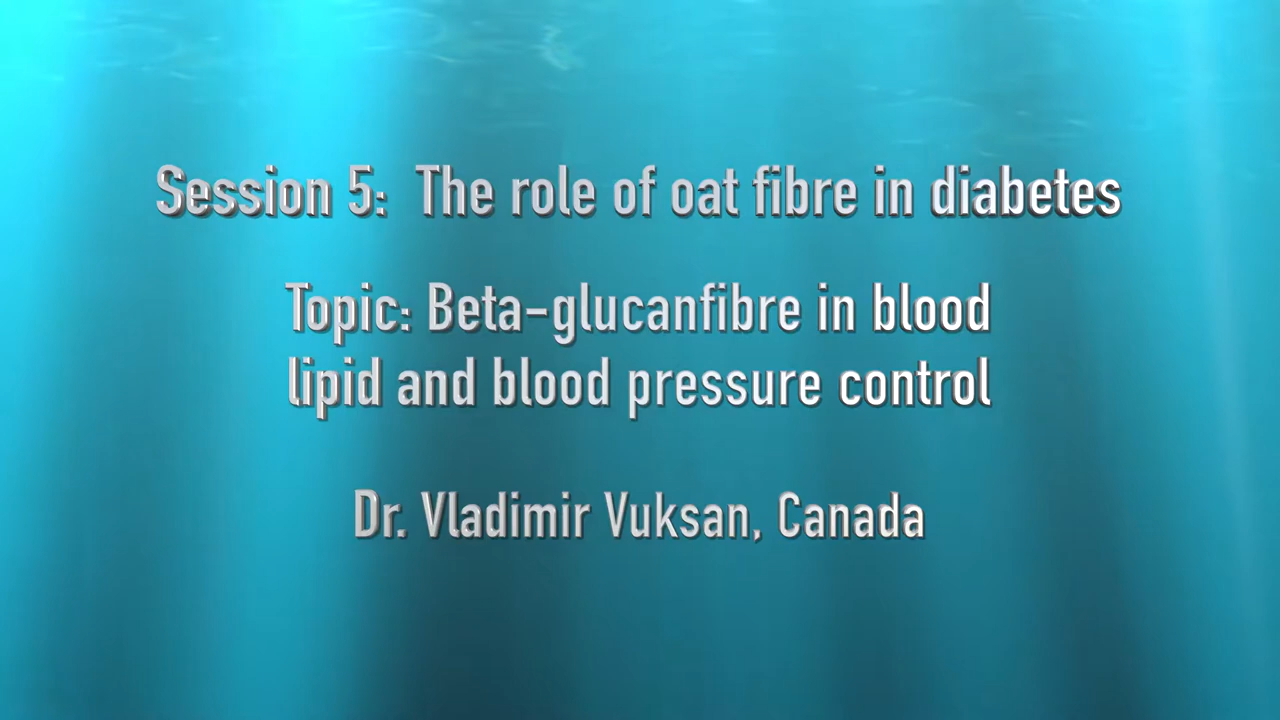 Session 5: The role of oat fibre in diabetes
Topic: Beta-glucanfibre in blood
lipid and blood pressure control
Dr. Vladimir Vuksan, Canada